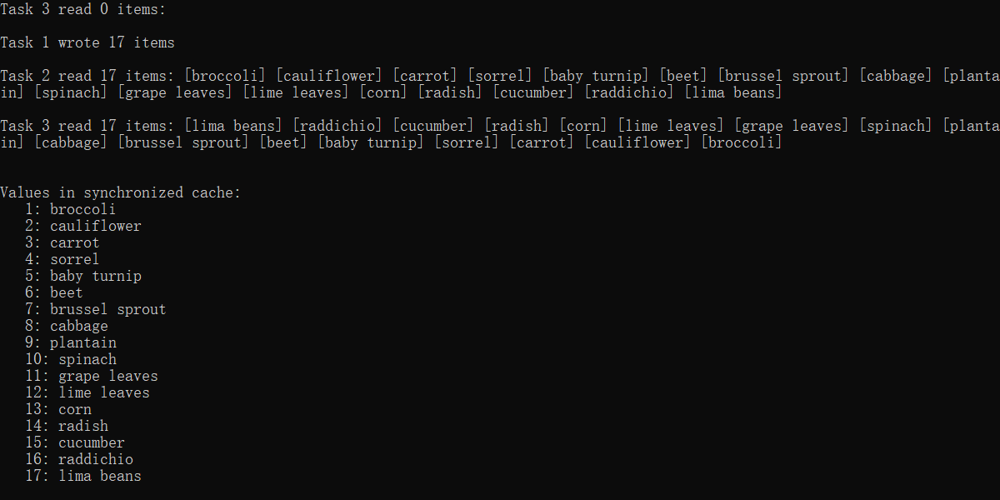 Task 3 read 0 items:
Task 1 wrote 17 items
Task 2 read 17 items: [broccoli] [cauliflower] [carrot] [sorrel] [baby turnip] [beet] [brussel sprout] [cabbage] [planta
in] [spinach] [grape leaves] [lime leaves] [corn] [radish] [cucumber] [raddichio] [lima beans]
Task 3 read 17 items: [lima beans] [raddichio] [cucumber] [radish] [corn] [lime leaves] [grape leaves] [spinach] [planta
in] [cabbage] [brussel sprout] [beet] [baby turnip] [sorrel] [carrot] [cauliflower] [broccoli]
Values in synchronized cache:
1: broccoli
2: cauliflower
3: carrot
4: sorrel
5: baby turnip
6: beet
7: brussel sprout
8: cabbage
9: plantain
10: spinach
11: grape leaves
12: lime leaves
13: corn
14: radish
15: cucumber
16: raddichio
17: lima beans